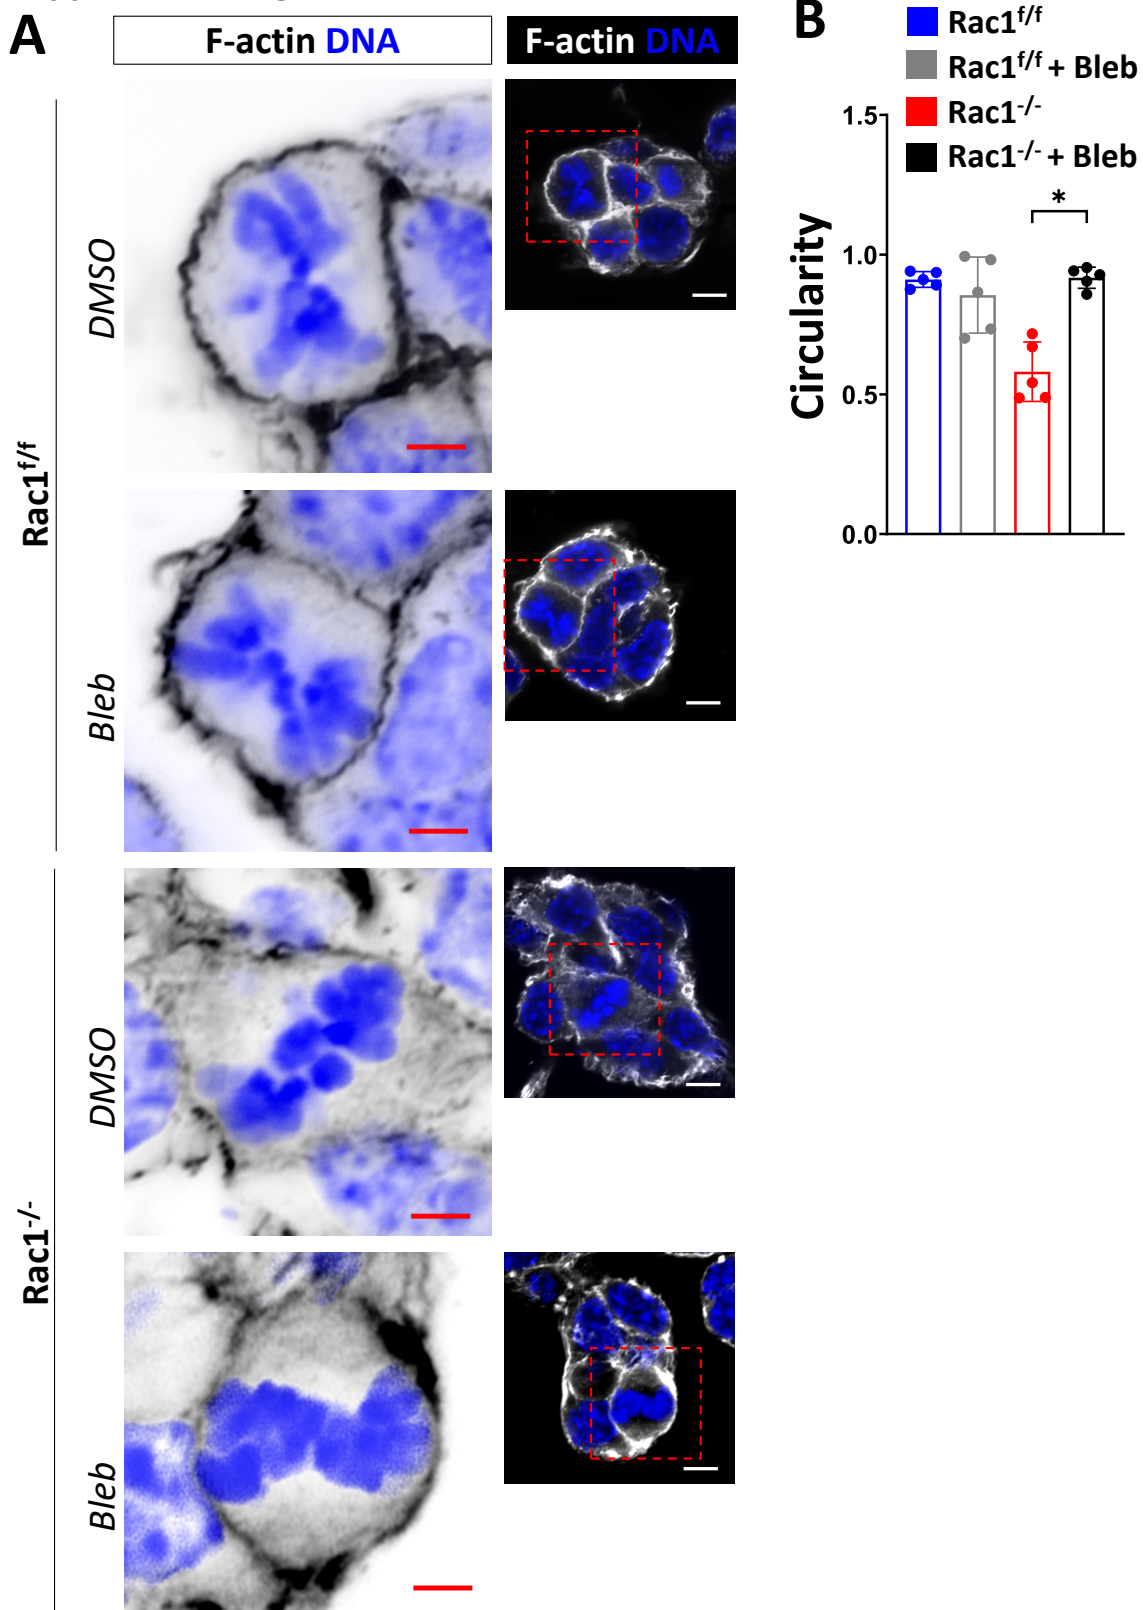 A
F-actin DNA
F-actin DNA
B
Rac1f/f
Rac1f/f + Bleb
Rac1-/-
Rac1-/- + Bleb
1.5
1.0
0.5
0.0
Circularity
*
Rac1f/f
DMSO
Bleb
Rac1-/-
DMSO
Bleb